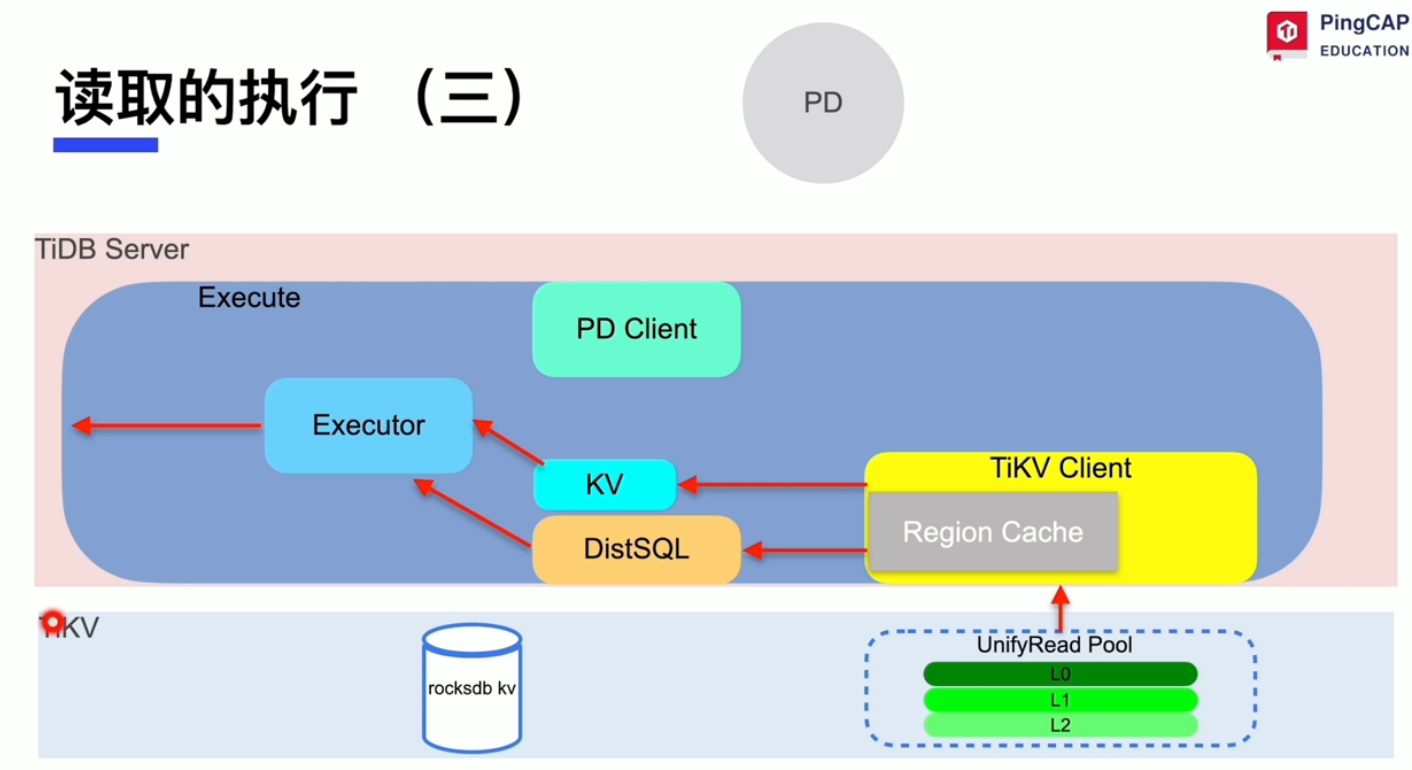 PingCAP
EDUCATION
读取的执行 （三）
PD
TiDB Server
Execute
PD Client
Executor
KV
TiKV Client
Region Cache
DistSQL
TiKV
UnifyRead Pool
rocksdb kv
L0
L1
L2